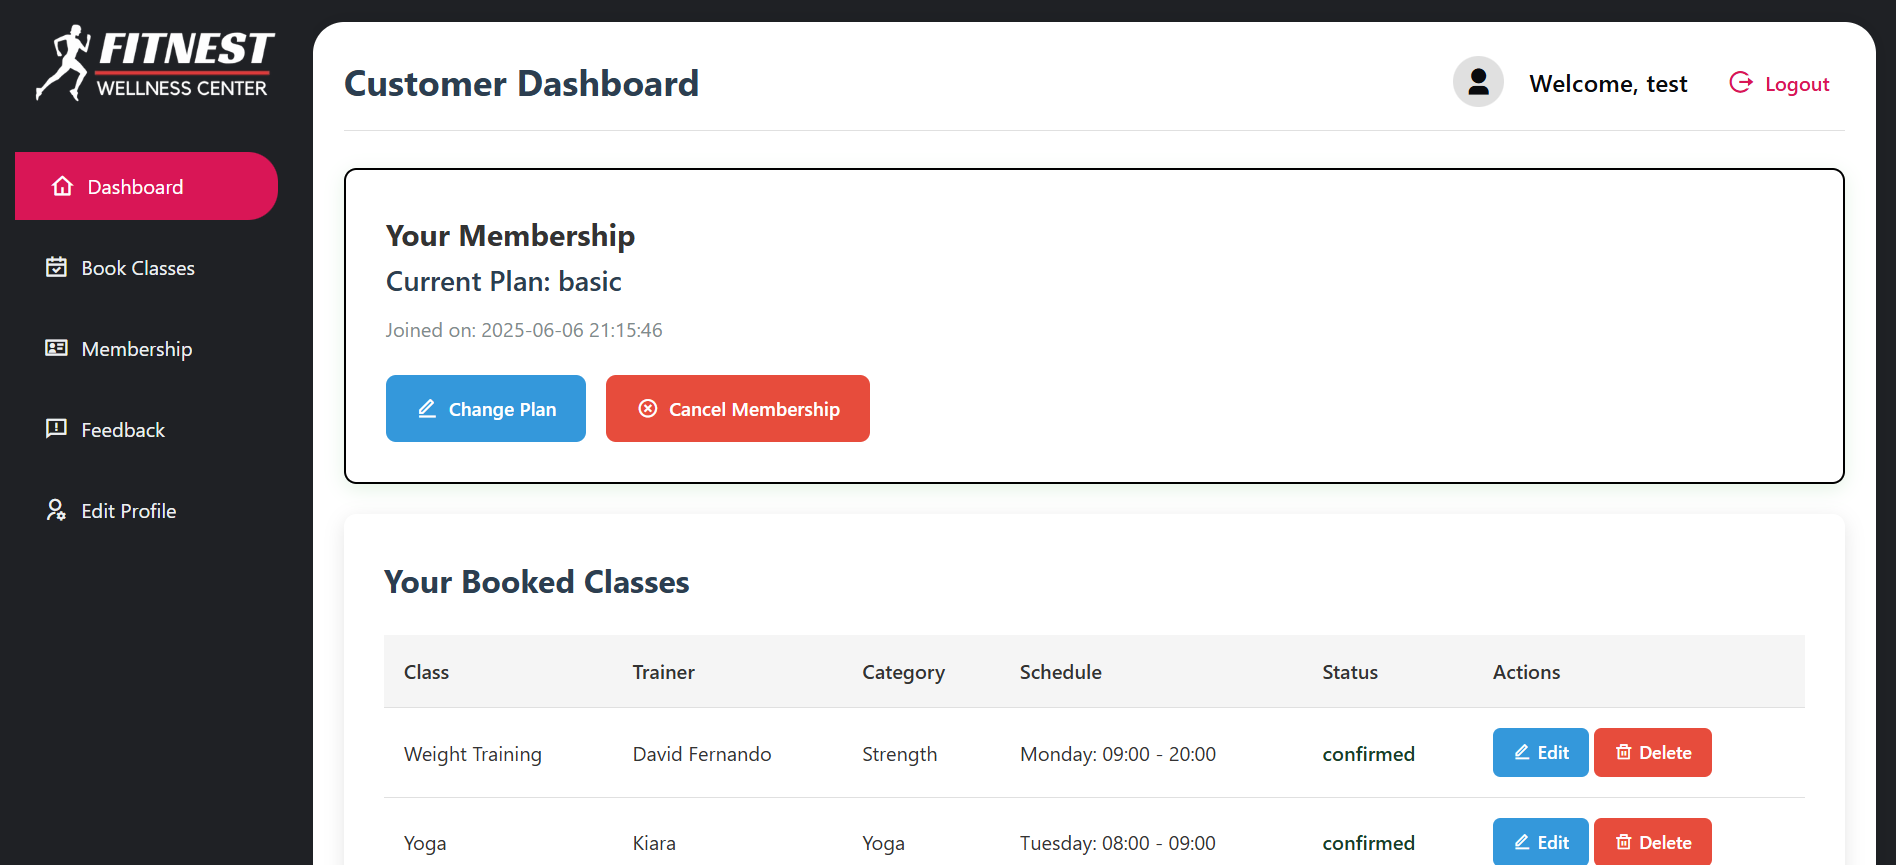 FITNEST
WELLNESS CENTER
Dashboard
Book Classes
Membership
Feedback
Edit Profile
Customer Dashboard
Welcome, test
Logout
Your Membership
Current Plan: basic
Joined on: 2025-06-06 21:15:46
Change Plan
Cancel Membership
Your Booked Classes
Class Trainer Category Schedule Status Actions
Weight Training David Fernando Strength Monday: 09:00 - 20:00 confirmed Edit Delete
Yoga Kiara Yoga Tuesday: 08:00 - 09:00 confirmed Edit Delete